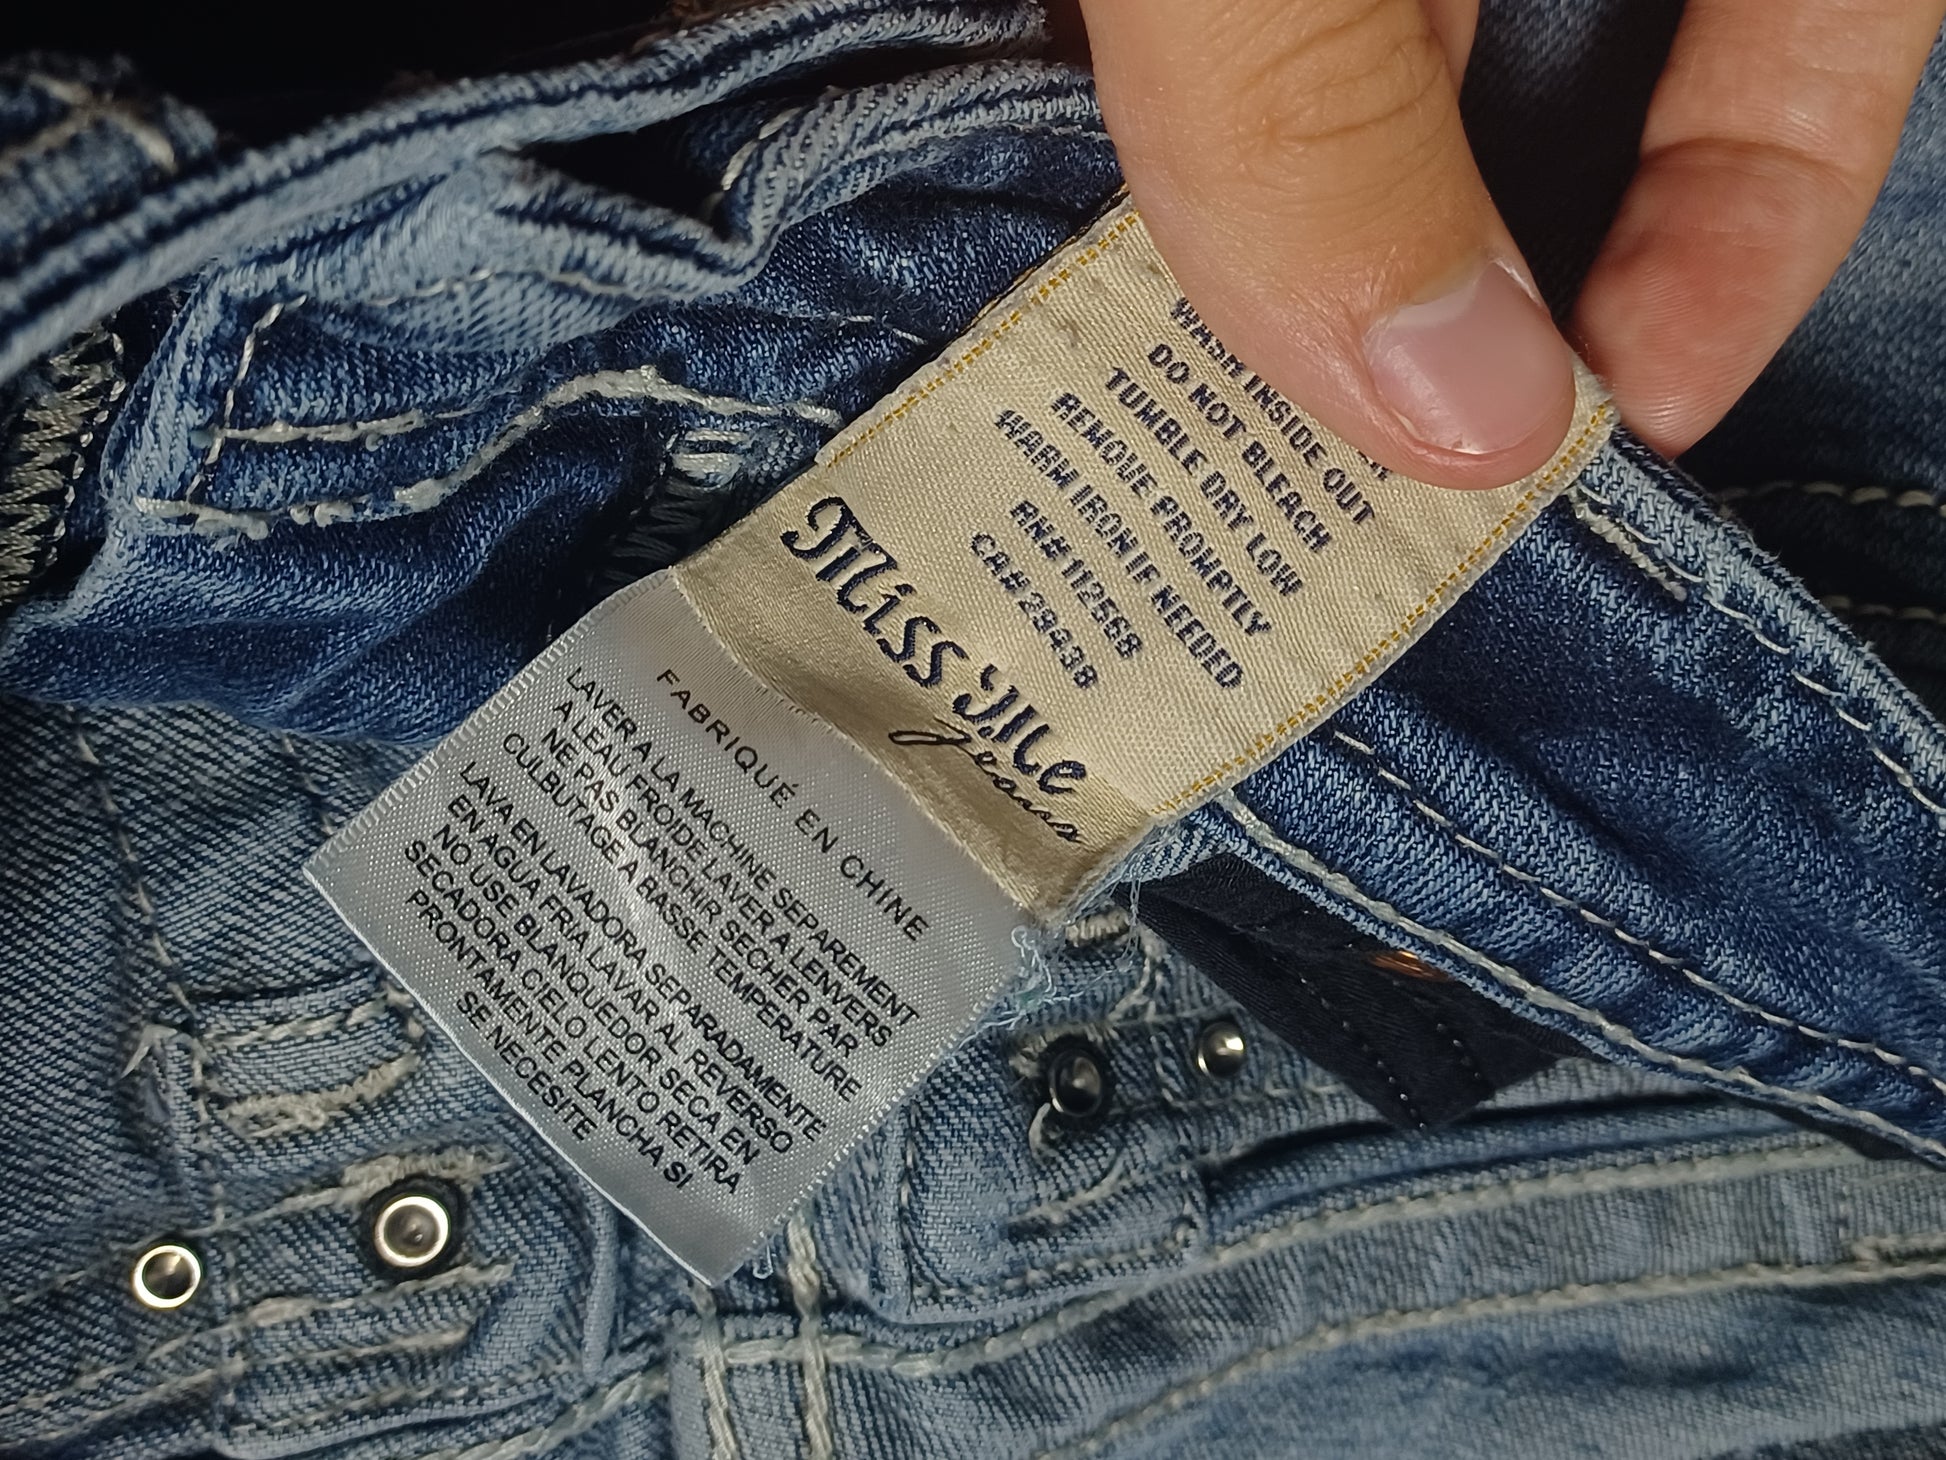 WASH INSIDE OUT
DO NOT BLEACH
TUMBLE DRY LOW
REMOVE PROMPTLY
WARM IRON IF NEEDED
RN# 112568
CA# 29438
Miss Me
Jeans
FABRIQUÉ EN CHINE
LAVER A LA MACHINE SEPAREMENT
A LEAU FROIDE LAVER A LENVERS
NE PAS BLANCHIR SECHER PAR
CULBUTAGE A BASSE TEMPERATURE
LAVA EN LAVADORA SEPARADAMENTE
EN AGUA FRIA LAVAR AL REVERSO
NO USE BLANQUEDOR SECA EN
SECADORA CIELO LENTO RETIRA
PRONTAMENTE PLANCHA SI
SE NECESITE